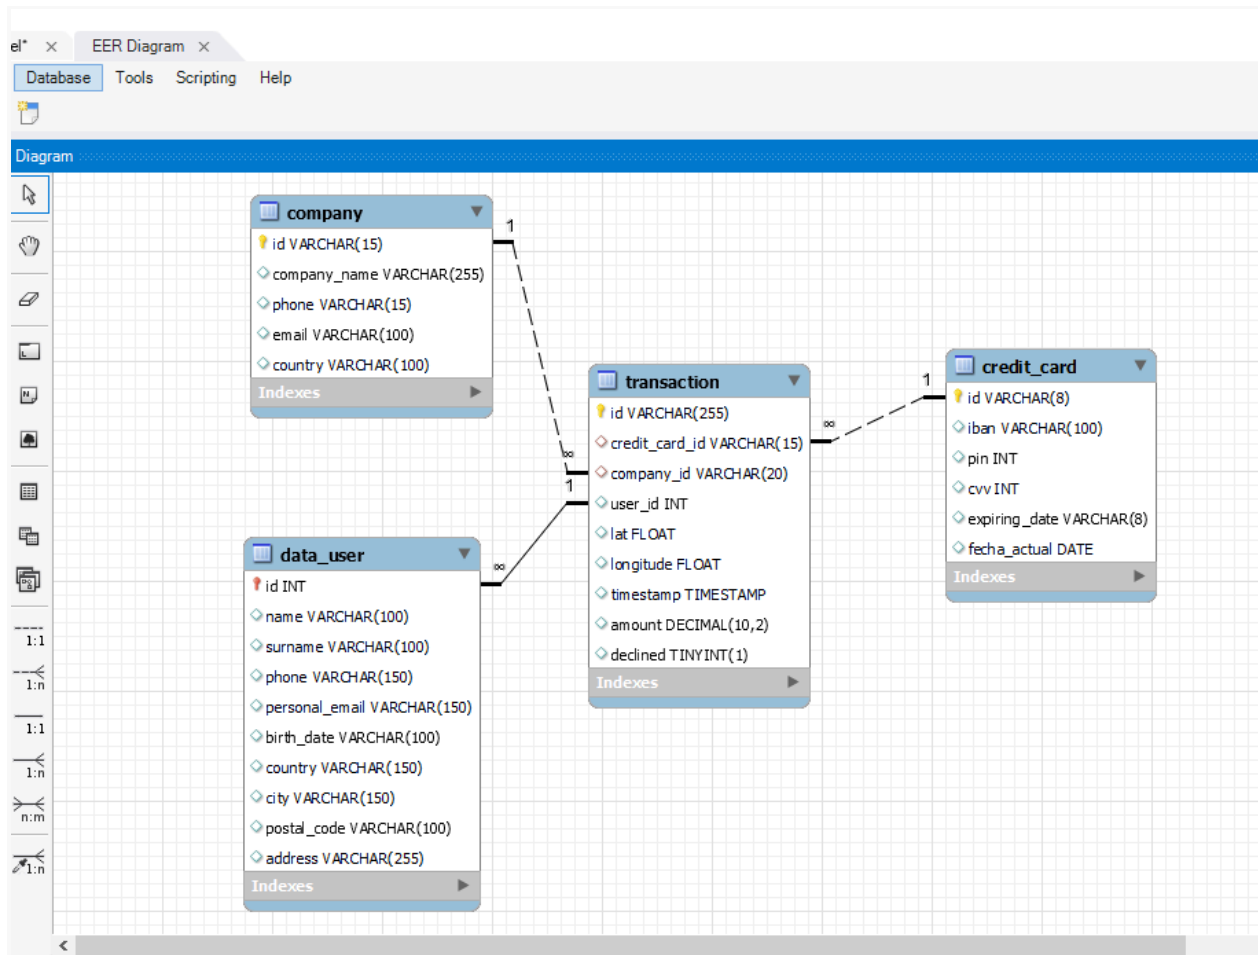 el* ×
EER Diagram ×
Database Tools Scripting Help
Diagram
company
id VARCHAR(15)
company_name VARCHAR(255)
phone VARCHAR(15)
email VARCHAR(100)
country VARCHAR(100)
Indexes
1
∞
1
transaction
id VARCHAR(255)
credit_card_id VARCHAR(15)
company_id VARCHAR(20)
user_id INT
lat FLOAT
longitude FLOAT
timestamp TIMESTAMP
amount DECIMAL(10,2)
declined TINYINT(1)
Indexes
∞
1
credit_card
id VARCHAR(8)
iban VARCHAR(100)
pin INT
cvv INT
expiring_date VARCHAR(8)
fecha_actual DATE
Indexes
∞
data_user
id INT
name VARCHAR(100)
surname VARCHAR(100)
phone VARCHAR(150)
personal_email VARCHAR(150)
birth_date VARCHAR(100)
country VARCHAR(150)
city VARCHAR(150)
postal_code VARCHAR(100)
address VARCHAR(255)
Indexes
1:1
1:n
1:1
1:n
n:m
1:n